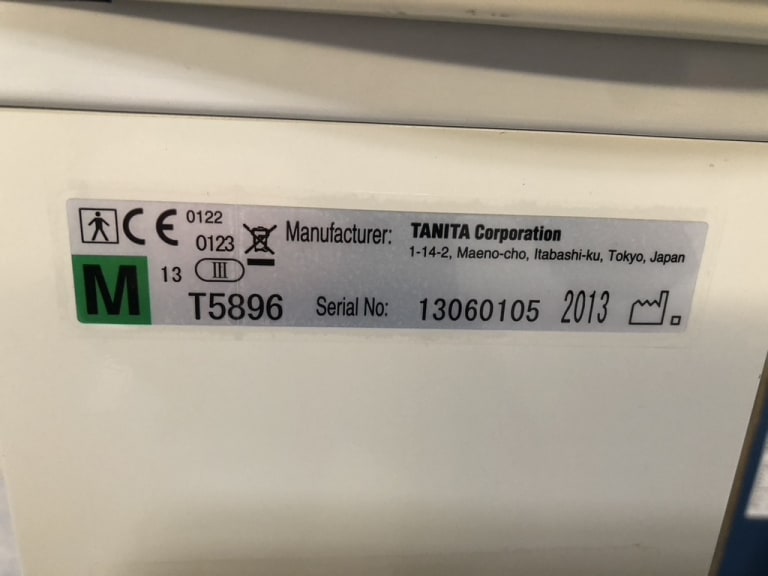 CE 0122
0123
Manufacturer: TANITA Corporation
1-14-2, Maeno-cho, Itabashi-ku, Tokyo, Japan
M 13 III
T5896 Serial No: 13060105 2013